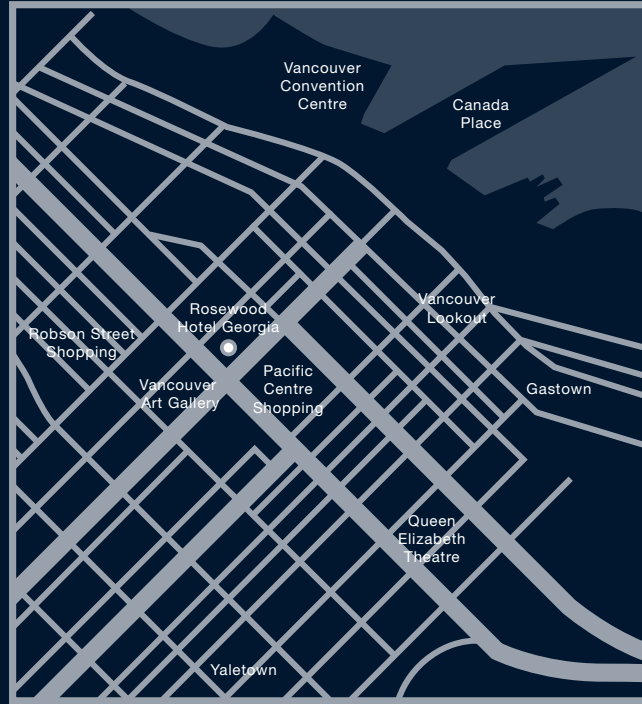 Vancouver
Convention
Centre
Canada
Place
Vancouver
Lookout
Rosewood
Hotel Georgia
Robson Street
Shopping
Pacific
Centre
Shopping
Vancouver
Art Gallery
Gastown
Queen
Elizabeth
Theatre
Yaletown